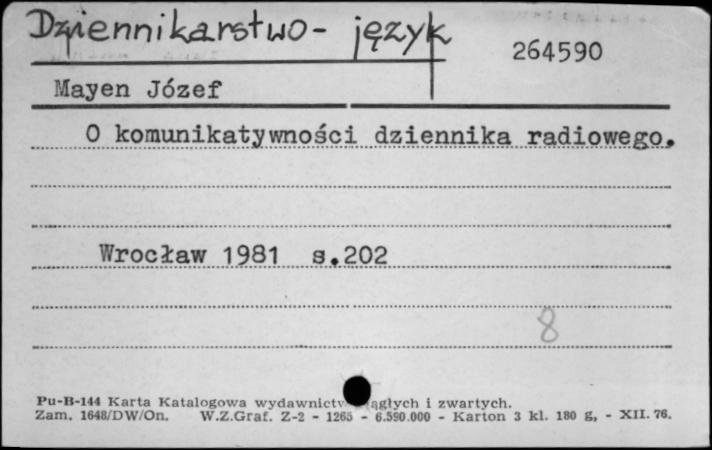 Dziennikarstwo - język
264590
Mayen Józef
O komunikatywności dziennika radiowego.
Wrocław 1981 s.202
8
Pu-B-144 Karta Katalogowa wydawnictw ągłych i zwartych.
Zam. 1648/DW/On. W.Z.Graf. Z-2 - 1265 - 6.590.000 - Karton 3 kl. 180 g, - XII. 76.